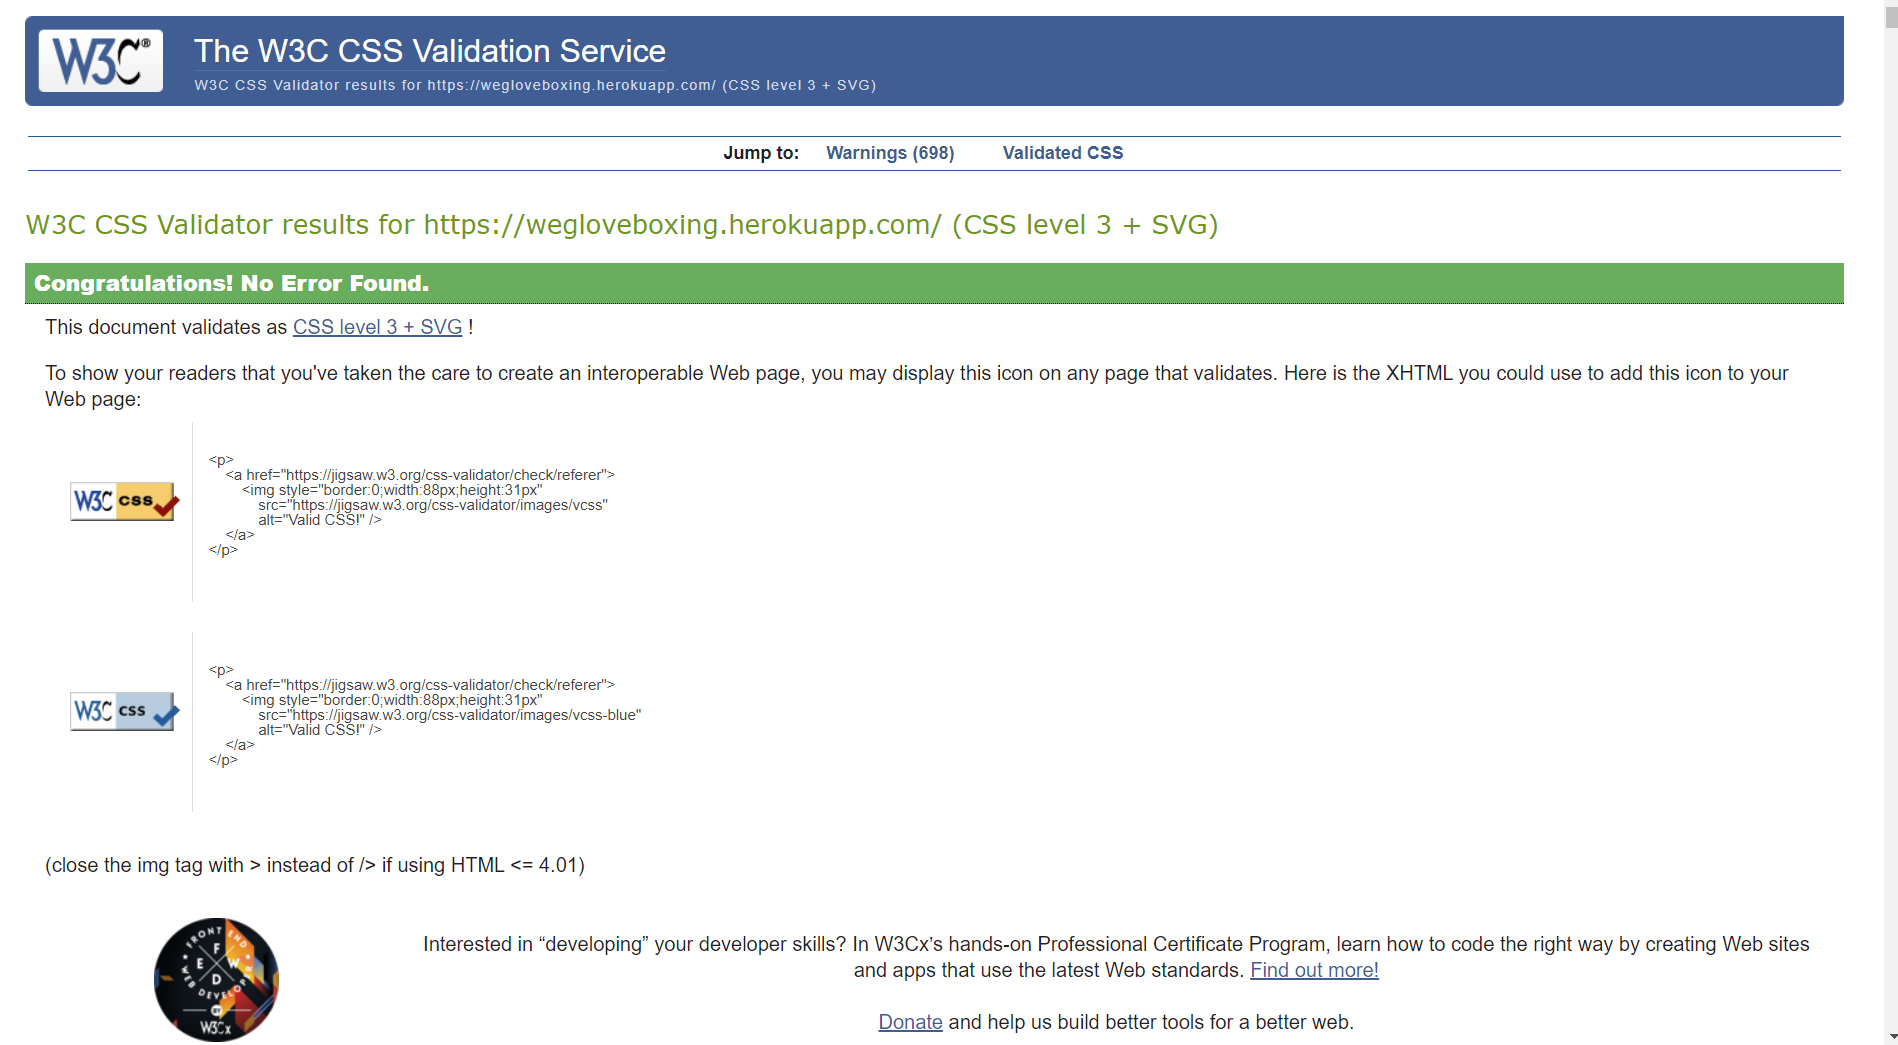 W3C®
The W3C CSS Validation Service
W3C CSS Validator results for https://wegloveboxing.herokuapp.com/ (CSS level 3 + SVG)
Jump to: Warnings (698) Validated CSS
W3C CSS Validator results for https://wegloveboxing.herokuapp.com/ (CSS level 3 + SVG)
Congratulations! No Error Found.
This document validates as CSS level 3 + SVG !
To show your readers that you've taken the care to create an interoperable Web page, you may display this icon on any page that validates. Here is the XHTML you could use to add this icon to your
Web page:
W3C css
<p>
<a href="https://jigsaw.w3.org/css-validator/check/referer">
<img style="border:0;width:88px;height:31px"
src="https://jigsaw.w3.org/css-validator/images/vcss"
alt="Valid CSS!" />
</a>
</p>
W3C css
<p>
<a href="https://jigsaw.w3.org/css-validator/check/referer">
<img style="border:0;width:88px;height:31px"
src="https://jigsaw.w3.org/css-validator/images/vcss-blue"
alt="Valid CSS!" />
</a>
</p>
(close the img tag with > instead of /> if using HTML <= 4.01)
FRONT END
F
E W
D
WEB DEVELOPER
BY
W3Cx
Interested in “developing” your developer skills? In W3Cx’s hands-on Professional Certificate Program, learn how to code the right way by creating Web sites
and apps that use the latest Web standards. Find out more!
Donate and help us build better tools for a better web.